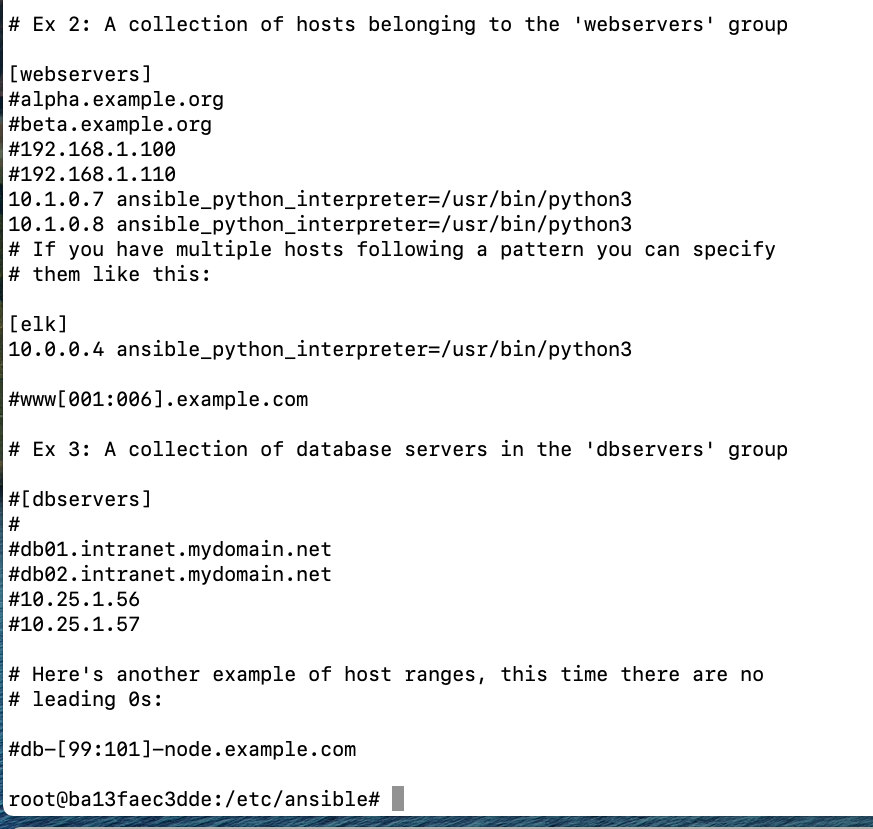 # Ex 2: A collection of hosts belonging to the 'webservers' group
[webservers]
#alpha.example.org
#beta.example.org
#192.168.1.100
#192.168.1.110
10.1.0.7 ansible_python_interpreter=/usr/bin/python3
10.1.0.8 ansible_python_interpreter=/usr/bin/python3
# If you have multiple hosts following a pattern you can specify
# them like this:
[elk]
10.0.0.4 ansible_python_interpreter=/usr/bin/python3
#www[001:006].example.com
# Ex 3: A collection of database servers in the 'dbservers' group
#[dbservers]
#
#db01.intranet.mydomain.net
#db02.intranet.mydomain.net
#10.25.1.56
#10.25.1.57
# Here's another example of host ranges, this time there are no
# leading 0s:
#db-[99:101]-node.example.com
root@ba13faec3dde:/etc/ansible#